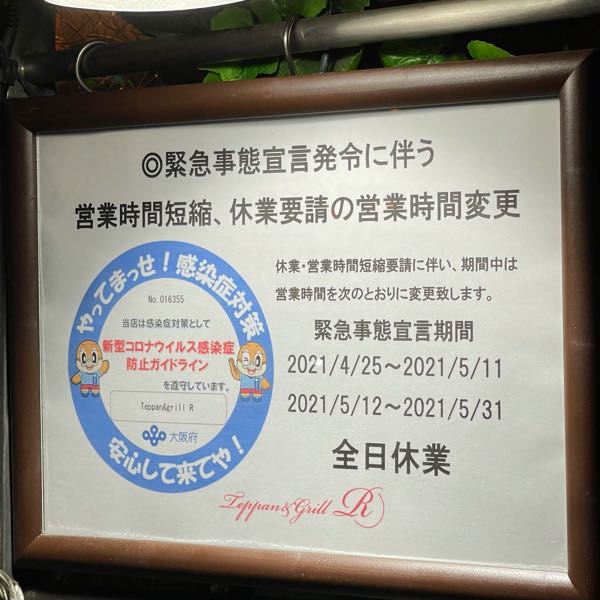 ◎緊急事態宣言発令に伴う
営業時間短縮、休業要請の営業時間変更
やってまっせ!感染症対策
No.016355
当店は感染症対策として
新型コロナウイルス感染症
防止ガイドライン
を遵守しています。
Teppan&grill R
大阪府
安心して来てや!
休業・営業時間短縮要請に伴い、期間中は
営業時間を次のとおりに変更致します。
緊急事態宣言期間
2021/4/25～2021/5/11
2021/5/12～2021/5/31
全日休業
Teppan&Grill R